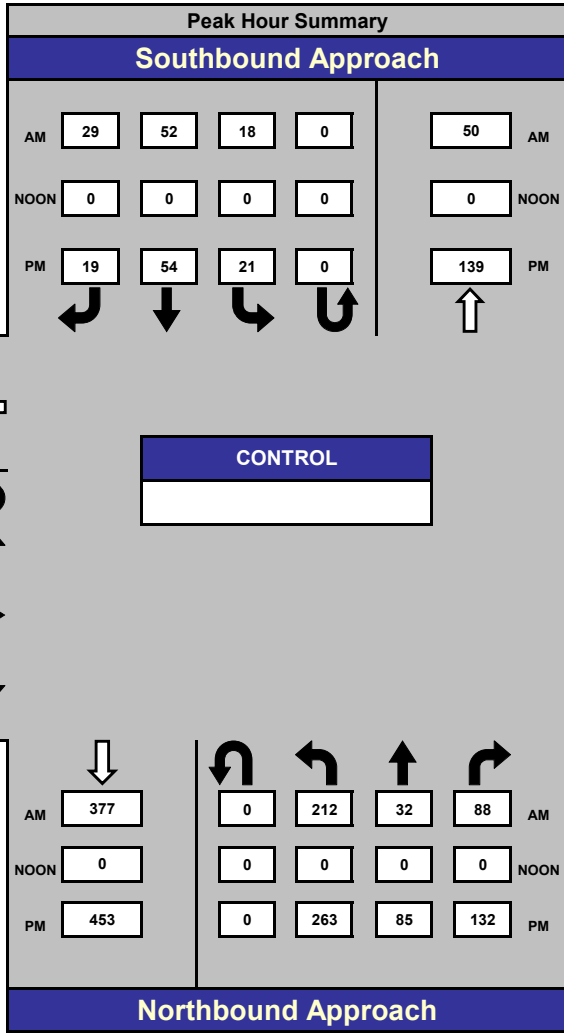 Peak Hour Summary
Southbound Approach
AM 29 52 18 0 50 AM
NOON 0 0 0 0 0 NOON
PM 19 54 21 0 139 PM
CONTROL
AM 377 0 212 32 88 AM
NOON 0 0 0 0 0 NOON
PM 453 0 263 85 132 PM
Northbound Approach